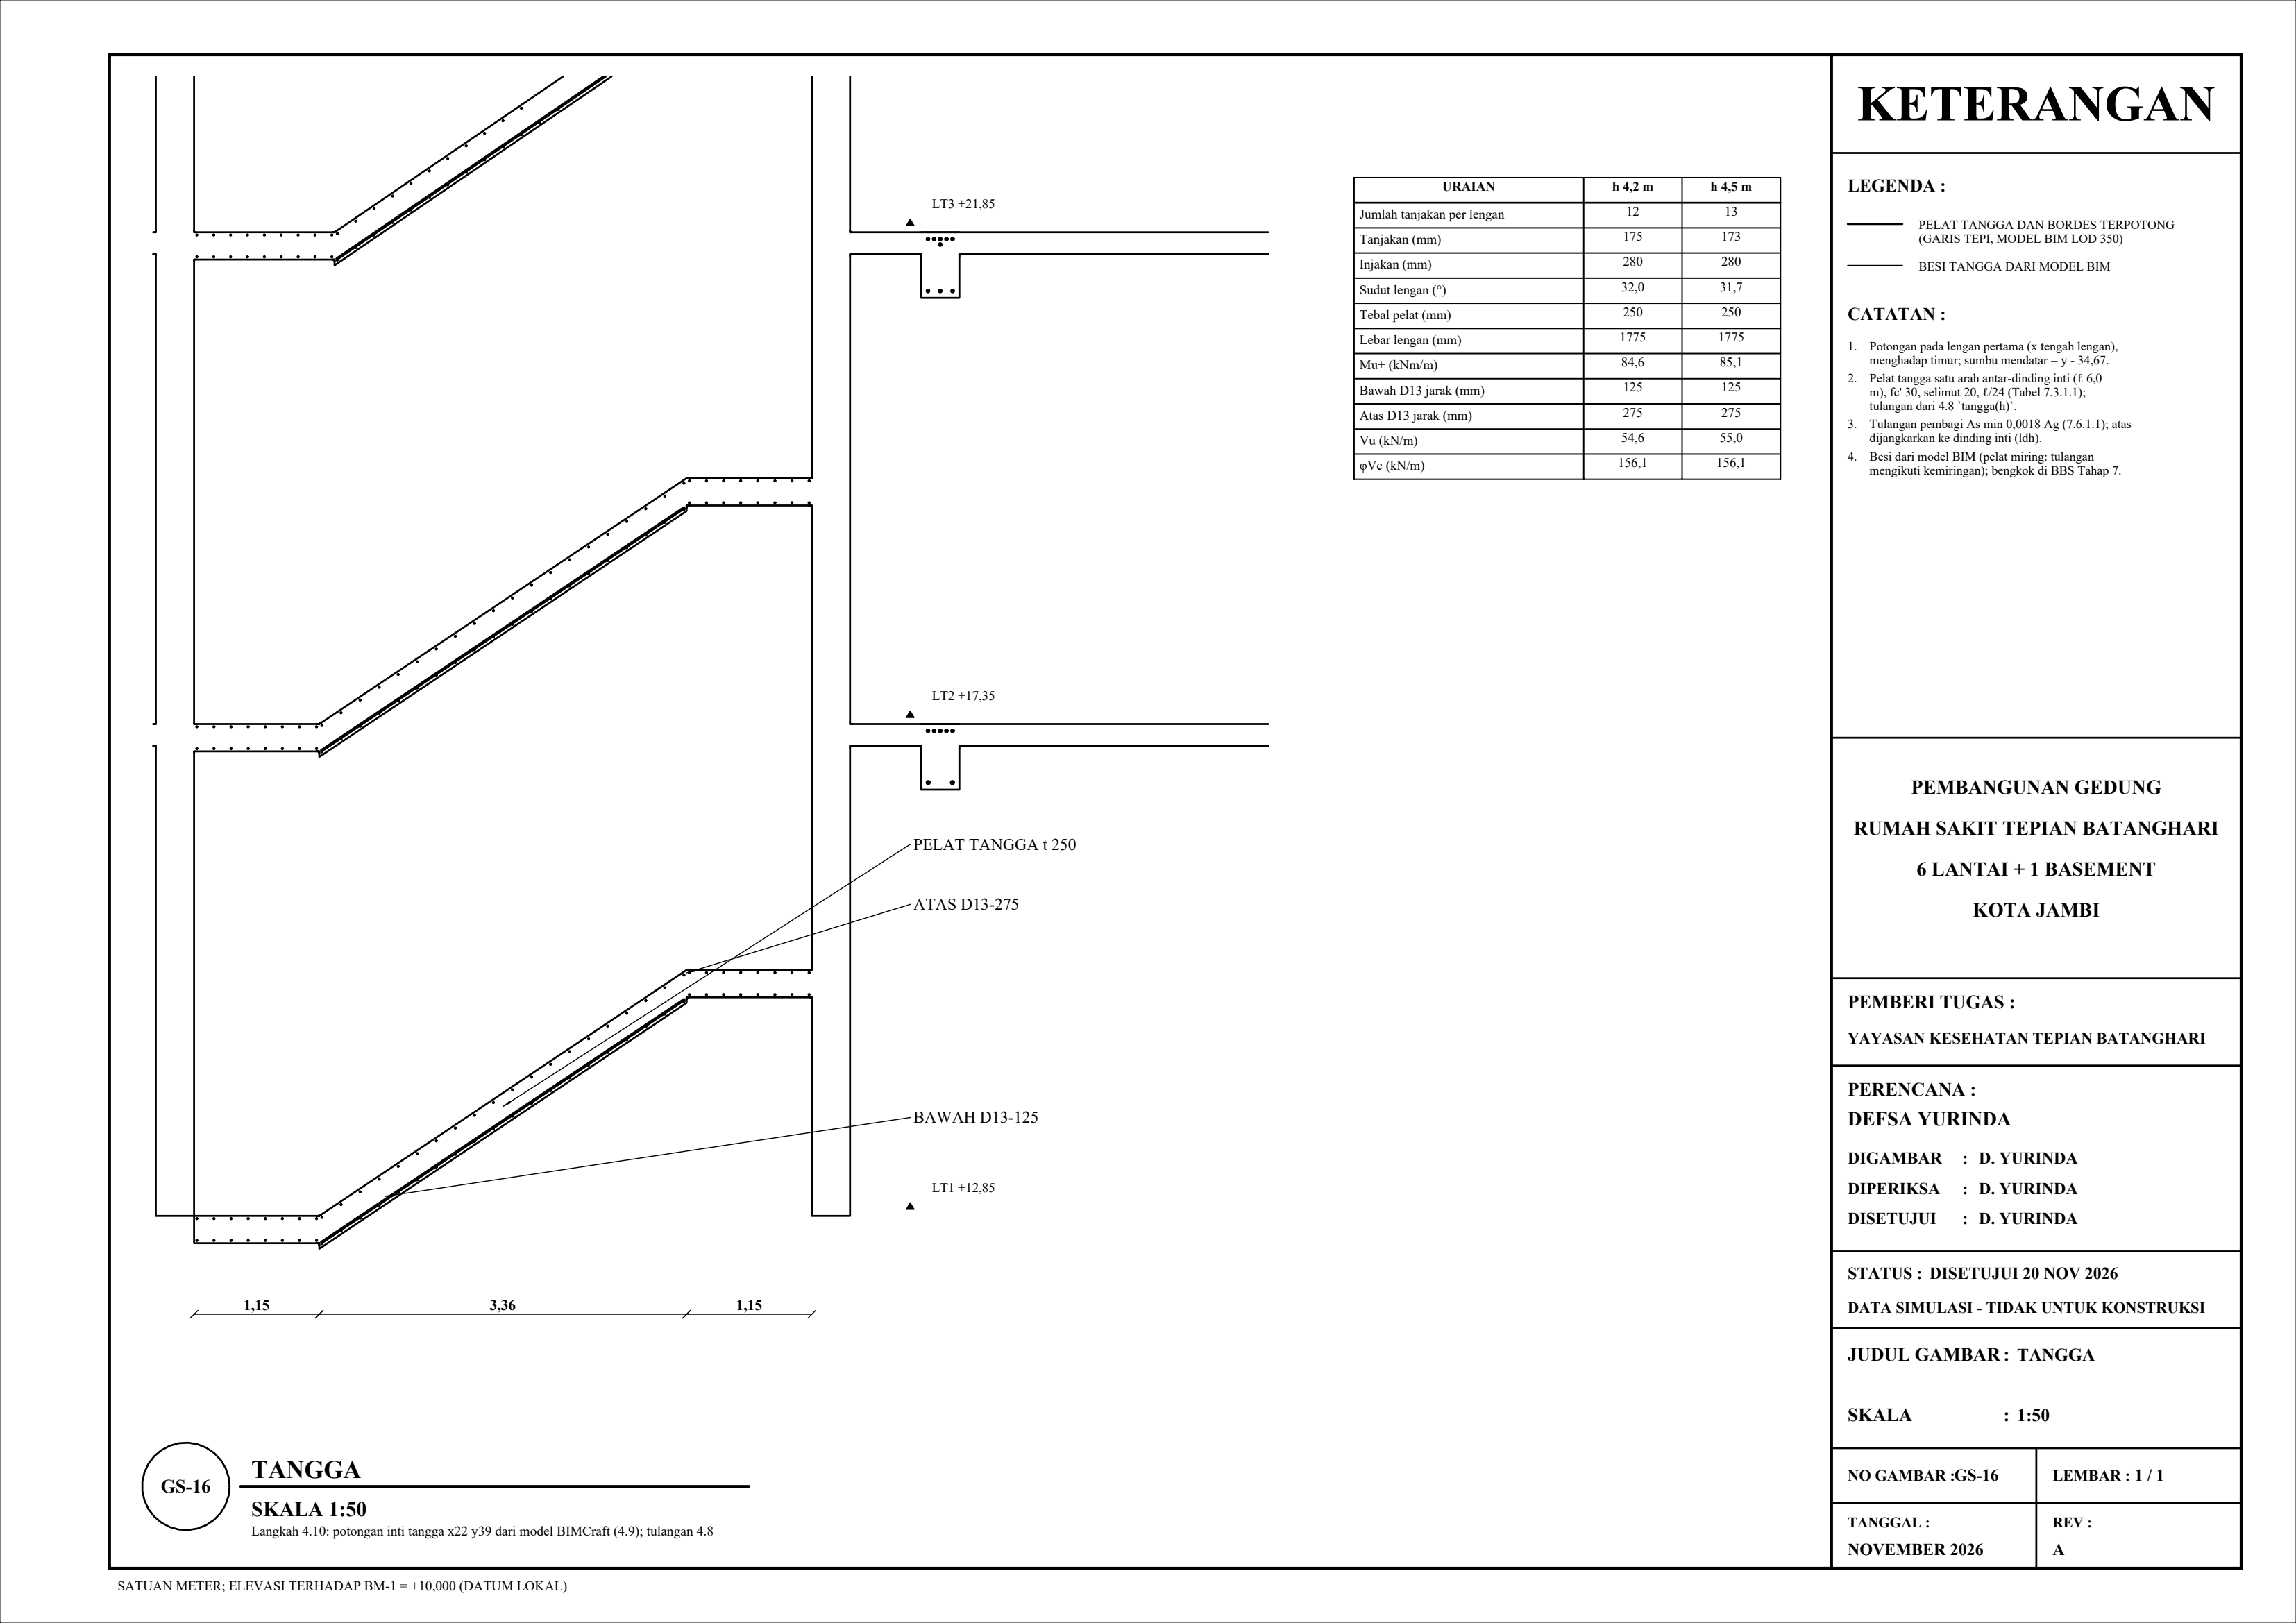 LT3 +21,85
LT2 +17,35
PELAT TANGGA t 250
ATAS D13-275
BAWAH D13-125
LT1 +12,85
1,15 3,36 1,15
GS-16
TANGGA
SKALA 1:50
Langkah 4.10: potongan inti tangga x22 y39 dari model BIMCraft (4.9); tulangan 4.8
SATUAN METER; ELEVASI TERHADAP BM-1 = +10,000 (DATUM LOKAL)
URAIAN h 4,2 m h 4,5 m
Jumlah tanjakan per lengan 12 13
Tanjakan (mm) 175 173
Injakan (mm) 280 280
Sudut lengan (°) 32,0 31,7
Tebal pelat (mm) 250 250
Lebar lengan (mm) 1775 1775
Mu+ (kNm/m) 84,6 85,1
Bawah D13 jarak (mm) 125 125
Atas D13 jarak (mm) 275 275
Vu (kN/m) 54,6 55,0
φVc (kN/m) 156,1 156,1
KETERANGAN
LEGENDA :
PELAT TANGGA DAN BORDES TERPOTONG
(GARIS TEPI, MODEL BIM LOD 350)
BESI TANGGA DARI MODEL BIM
CATATAN :
1. Potongan pada lengan pertama (x tengah lengan),
menghadap timur; sumbu mendatar = y - 34,67.
2. Pelat tangga satu arah antar-dinding inti (ℓ 6,0
m), fc' 30, selimut 20, ℓ/24 (Tabel 7.3.1.1);
tulangan dari 4.8 `tangga(h)`.
3. Tulangan pembagi As min 0,0018 Ag (7.6.1.1); atas
dijangkarkan ke dinding inti (ldh).
4. Besi dari model BIM (pelat miring: tulangan
mengikuti kemiringan); bengkok di BBS Tahap 7.
PEMBANGUNAN GEDUNG
RUMAH SAKIT TEPIAN BATANGHARI
6 LANTAI + 1 BASEMENT
KOTA JAMBI
PEMBERI TUGAS :
YAYASAN KESEHATAN TEPIAN BATANGHARI
PERENCANA :
DEFSA YURINDA
DIGAMBAR : D. YURINDA
DIPERIKSA : D. YURINDA
DISETUJUI : D. YURINDA
STATUS : DISETUJUI 20 NOV 2026
DATA SIMULASI - TIDAK UNTUK KONSTRUKSI
JUDUL GAMBAR : TANGGA
SKALA : 1:50
NO GAMBAR :GS-16 LEMBAR : 1 / 1
TANGGAL : REV :
NOVEMBER 2026 A